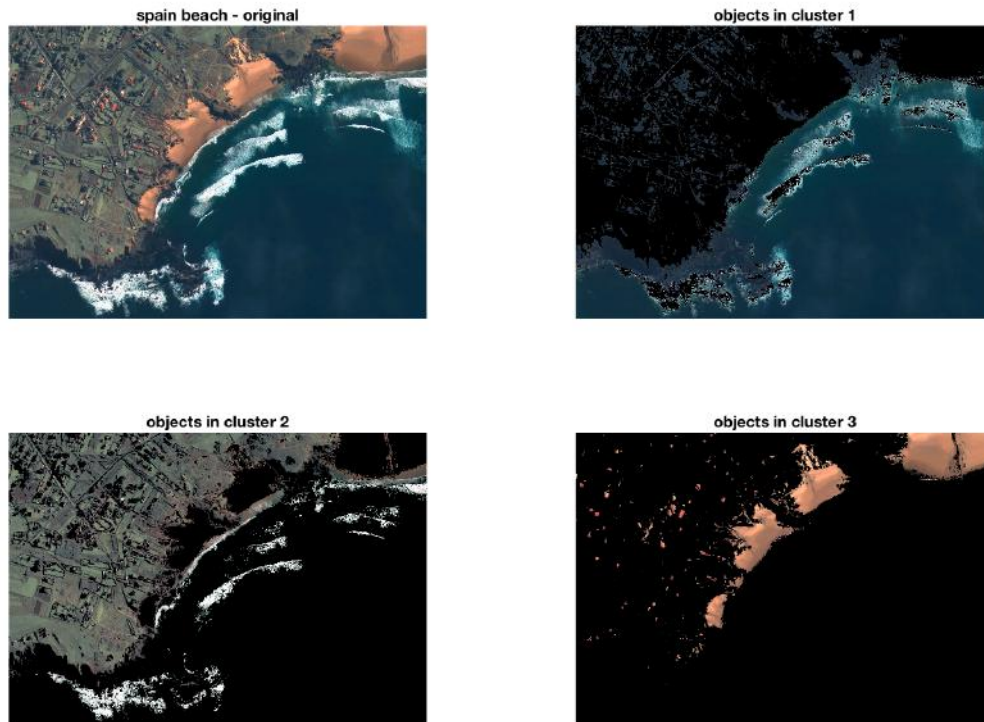 spain beach - original
objects in cluster 1
objects in cluster 2
objects in cluster 3